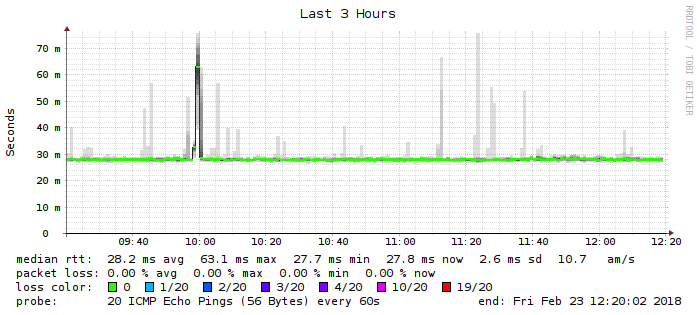 Last 3 Hours
RRDTOOL / TOBI OETIKER
Seconds
70 m
60 m
50 m
40 m
30 m
20 m
10 m
0
09:40 10:00 10:20 10:40 11:00 11:20 11:40 12:00 12:20
median rtt: 28.2 ms avg 63.1 ms max 27.7 ms min 27.8 ms now 2.6 ms sd 10.7 am/s
packet loss: 0.00 % avg 0.00 % max 0.00 % min 0.00 % now
loss color: 0 1/20 2/20 3/20 4/20 10/20 19/20
probe: 20 ICMP Echo Pings (56 Bytes) every 60s end: Fri Feb 23 12:20:02 2018